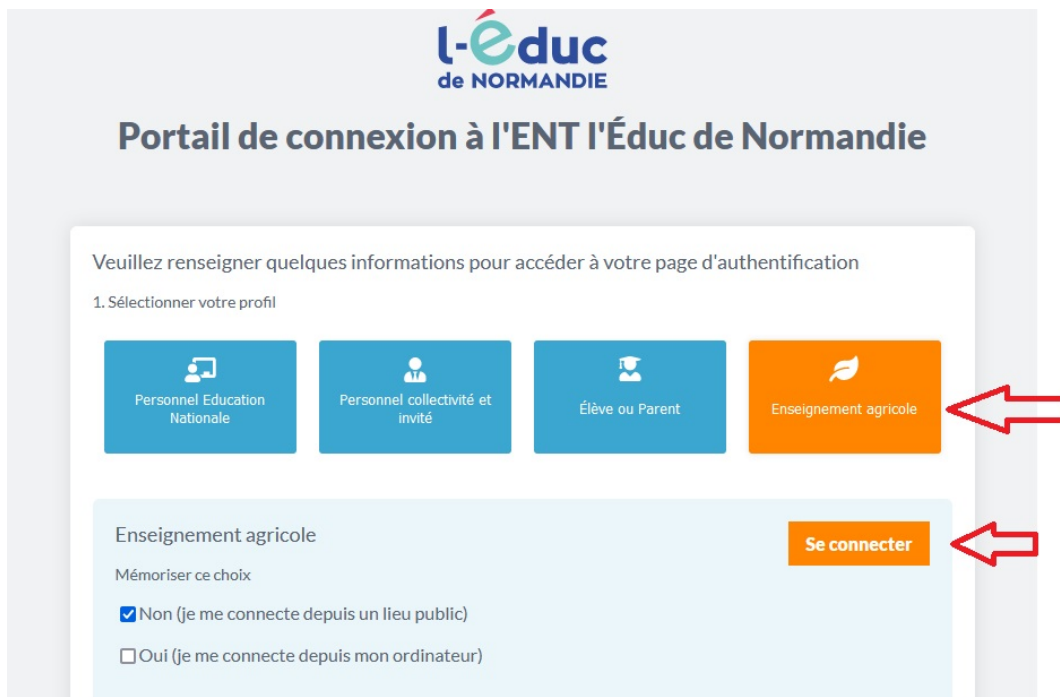 l-éduc
de NORMANDIE
Portail de connexion à l'ENT l'Éduc de Normandie
Veuillez renseigner quelques informations pour accéder à votre page d'authentification
1. Sélectionner votre profil
Personnel Education
Nationale
Personnel collectivité et
invité
Élève ou Parent
Enseignement agricole
Enseignement agricole
Se connecter
Mémoriser ce choix
Non (je me connecte depuis un lieu public)
Oui (je me connecte depuis mon ordinateur)